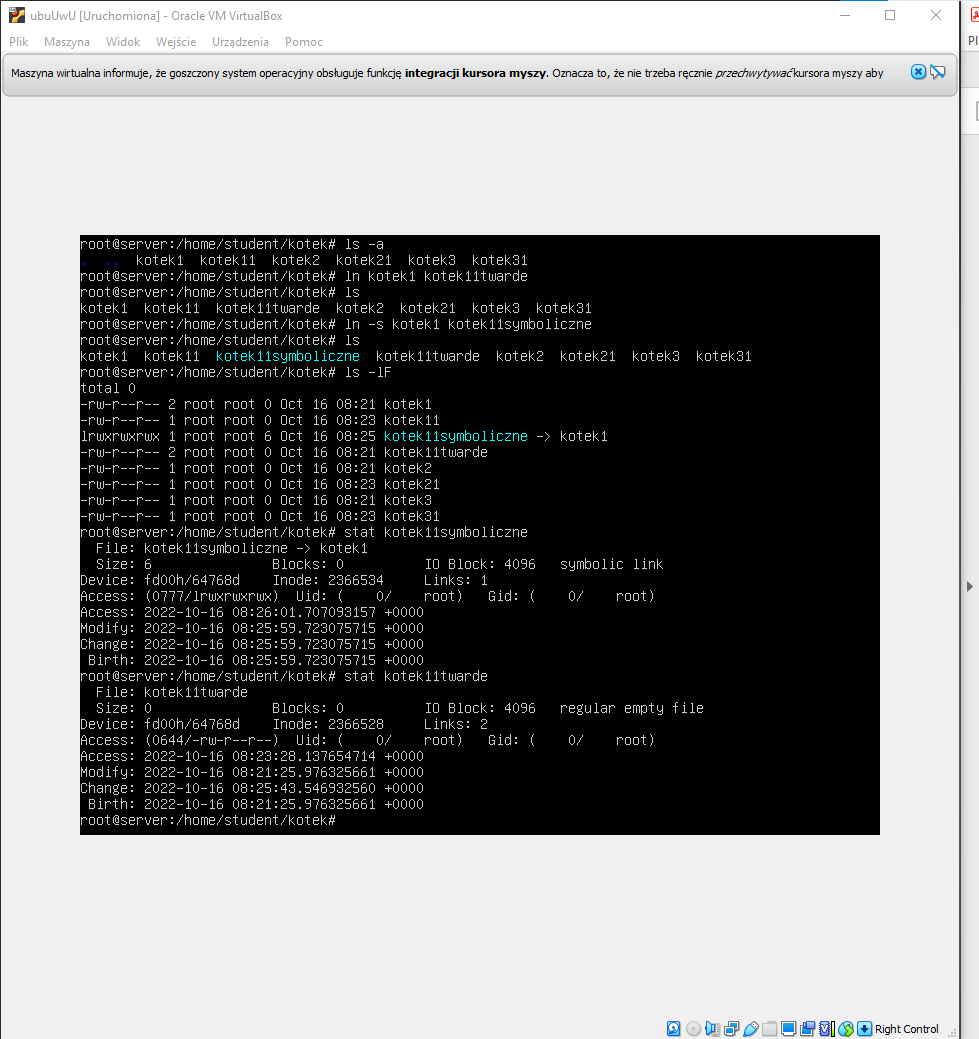 ubuUwU [Uruchomiona] - Oracle VM VirtualBox
Plik Maszyna Widok Wejście Urządzenia Pomoc
Maszyna wirtualna informuje, że goszczony system operacyjny obsługuje funkcję integracji kursora myszy. Oznacza to, że nie trzeba ręcznie przechwytywać kursora myszy aby
root@server:/home/student/kotek# ls -a
.  ..  kotek1  kotek11  kotek2  kotek21  kotek3  kotek31
root@server:/home/student/kotek# ln kotek1 kotek11twarde
root@server:/home/student/kotek# ls
kotek1  kotek11  kotek11twarde  kotek2  kotek21  kotek3  kotek31
root@server:/home/student/kotek# ln -s kotek1 kotek11symboliczne
root@server:/home/student/kotek# ls
kotek1  kotek11  kotek11symboliczne  kotek11twarde  kotek2  kotek21  kotek3  kotek31
root@server:/home/student/kotek# ls -lF
total 0
-rw-r--r-- 2 root root 0 Oct 16 08:21 kotek1
-rw-r--r-- 1 root root 0 Oct 16 08:23 kotek11
lrwxrwxrwx 1 root root 6 Oct 16 08:25 kotek11symboliczne -> kotek1
-rw-r--r-- 2 root root 0 Oct 16 08:21 kotek11twarde
-rw-r--r-- 1 root root 0 Oct 16 08:21 kotek2
-rw-r--r-- 1 root root 0 Oct 16 08:23 kotek21
-rw-r--r-- 1 root root 0 Oct 16 08:21 kotek3
-rw-r--r-- 1 root root 0 Oct 16 08:23 kotek31
root@server:/home/student/kotek# stat kotek11symboliczne
  File: kotek11symboliczne -> kotek1
  Size: 6               Blocks: 0          IO Block: 4096   symbolic link
Device: fd00h/64768d    Inode: 2366534     Links: 1
Access: (0777/lrwxrwxrwx)  Uid: (    0/    root)   Gid: (    0/    root)
Access: 2022-10-16 08:26:01.707093157 +0000
Modify: 2022-10-16 08:25:59.723075715 +0000
Change: 2022-10-16 08:25:59.723075715 +0000
 Birth: 2022-10-16 08:25:59.723075715 +0000
root@server:/home/student/kotek# stat kotek11twarde
  File: kotek11twarde
  Size: 0               Blocks: 0          IO Block: 4096   regular empty file
Device: fd00h/64768d    Inode: 2366528     Links: 2
Access: (0644/-rw-r--r--)  Uid: (    0/    root)   Gid: (    0/    root)
Access: 2022-10-16 08:23:28.137654714 +0000
Modify: 2022-10-16 08:21:25.976325661 +0000
Change: 2022-10-16 08:25:43.546932560 +0000
 Birth: 2022-10-16 08:21:25.976325661 +0000
root@server:/home/student/kotek#
Right Control